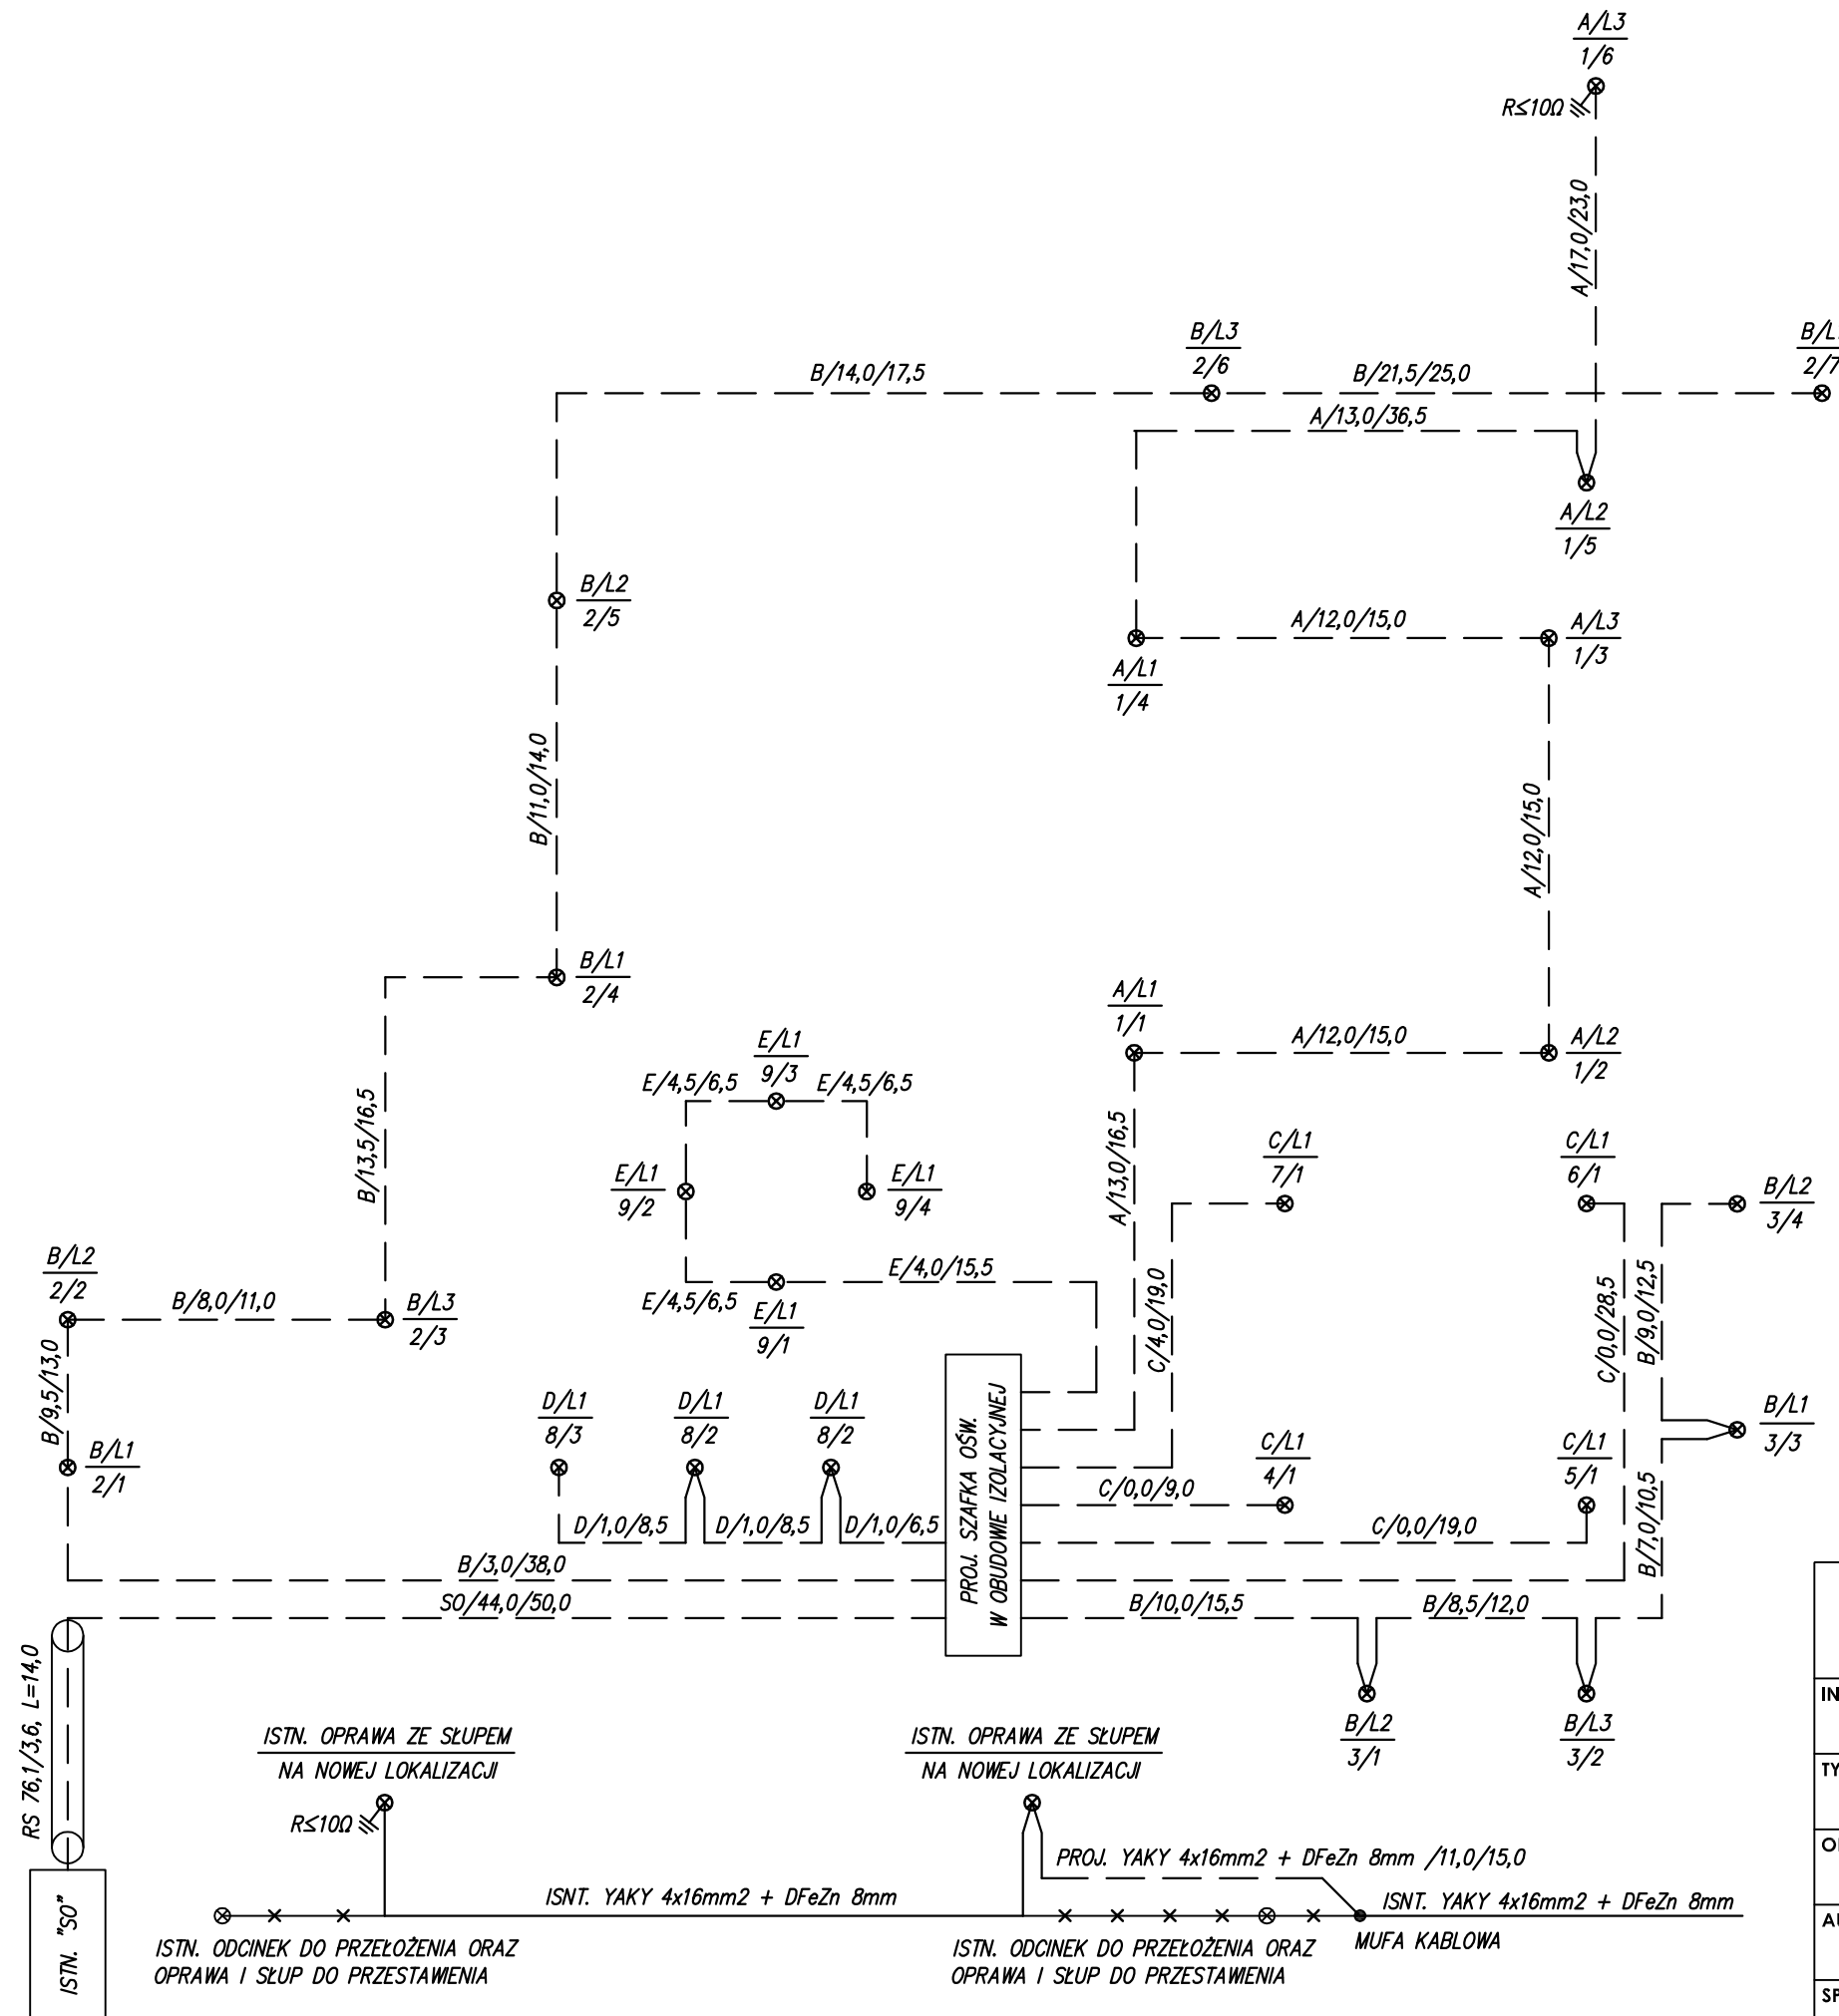 A/L3
1/6
R≤10Ω
A/17,0/23,0
B/L3
2/6
B/14,0/17,5
B/21,5/25,0
2/7
A/13,0/36,5
A/L2
1/5
B/L2
2/5
A/12,0/15,0
A/L3
1/3
A/L1
1/4
B/11,0/14,0
A/12,0/15,0
B/L1
2/4
A/L1
1/1
A/12,0/15,0
A/L2
1/2
E/L1
9/3
E/4,5/6,5
E/4,5/6,5
B/13,5/16,5
A/13,0/16,5
C/L1
7/1
C/L1
6/1
E/L1
9/2
E/L1
9/4
B/L2
3/4
B/L2
2/2
B/8,0/11,0
B/L3
2/3
E/4,0/15,5
E/4,5/6,5
E/L1
9/1
C/4,0/19,0
C/0,0/28,5
B/9,0/12,5
B/9,5/13,0
B/L1
2/1
D/L1
8/3
D/L1
8/2
D/L1
8/2
PROJ. SZAFKA OŚW.
W OBUDOWIE IZOLACYJNEJ
C/L1
4/1
C/L1
5/1
B/L1
3/3
C/0,0/9,0
D/1,0/8,5
D/1,0/8,5
D/1,0/6,5
C/0,0/19,0
B/7,0/10,5
B/3,0/38,0
SO/44,0/50,0
B/10,0/15,5
B/8,5/12,0
RS 76,1/3,6, L=14,0
B/L2
3/1
B/L3
3/2
ISTN. OPRAWA ZE SŁUPEM
NA NOWEJ LOKALIZACJI
R≤10Ω
ISTN. OPRAWA ZE SŁUPEM
NA NOWEJ LOKALIZACJI
PROJ. YAKY 4x16mm2 + DFeZn 8mm /11,0/15,0
ISNT. YAKY 4x16mm2 + DFeZn 8mm
ISNT. YAKY 4x16mm2 + DFeZn 8mm
ISTN. "SO"
ISTN. ODCINEK DO PRZEŁOŻENIA ORAZ
OPRAWA I SŁUP DO PRZESTAWIENIA
ISTN. ODCINEK DO PRZEŁOŻENIA ORAZ
OPRAWA I SŁUP DO PRZESTAWIENIA
MUFA KABLOWA